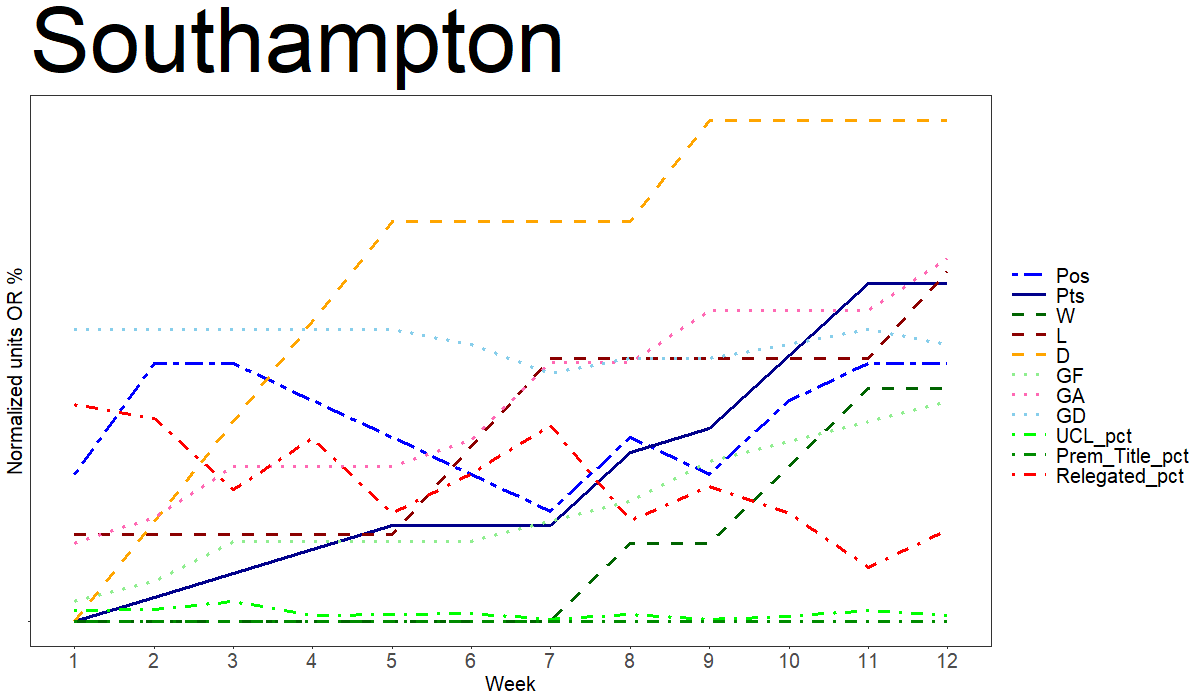 Southampton
Normalized units OR %
1 2 3 4 5 6 7 8 9 10 11 12
Week
Pos
Pts
W
L
D
GF
GA
GD
UCL_pct
Prem_Title_pct
Relegated_pct